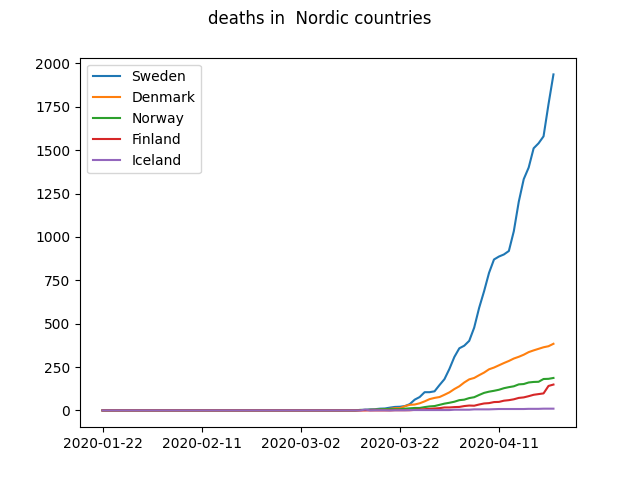 deaths in  Nordic countries
2000
1750
1500
1250
1000
750
500
250
0
Sweden
Denmark
Norway
Finland
Iceland
2020-01-22
2020-02-11
2020-03-02
2020-03-22
2020-04-11